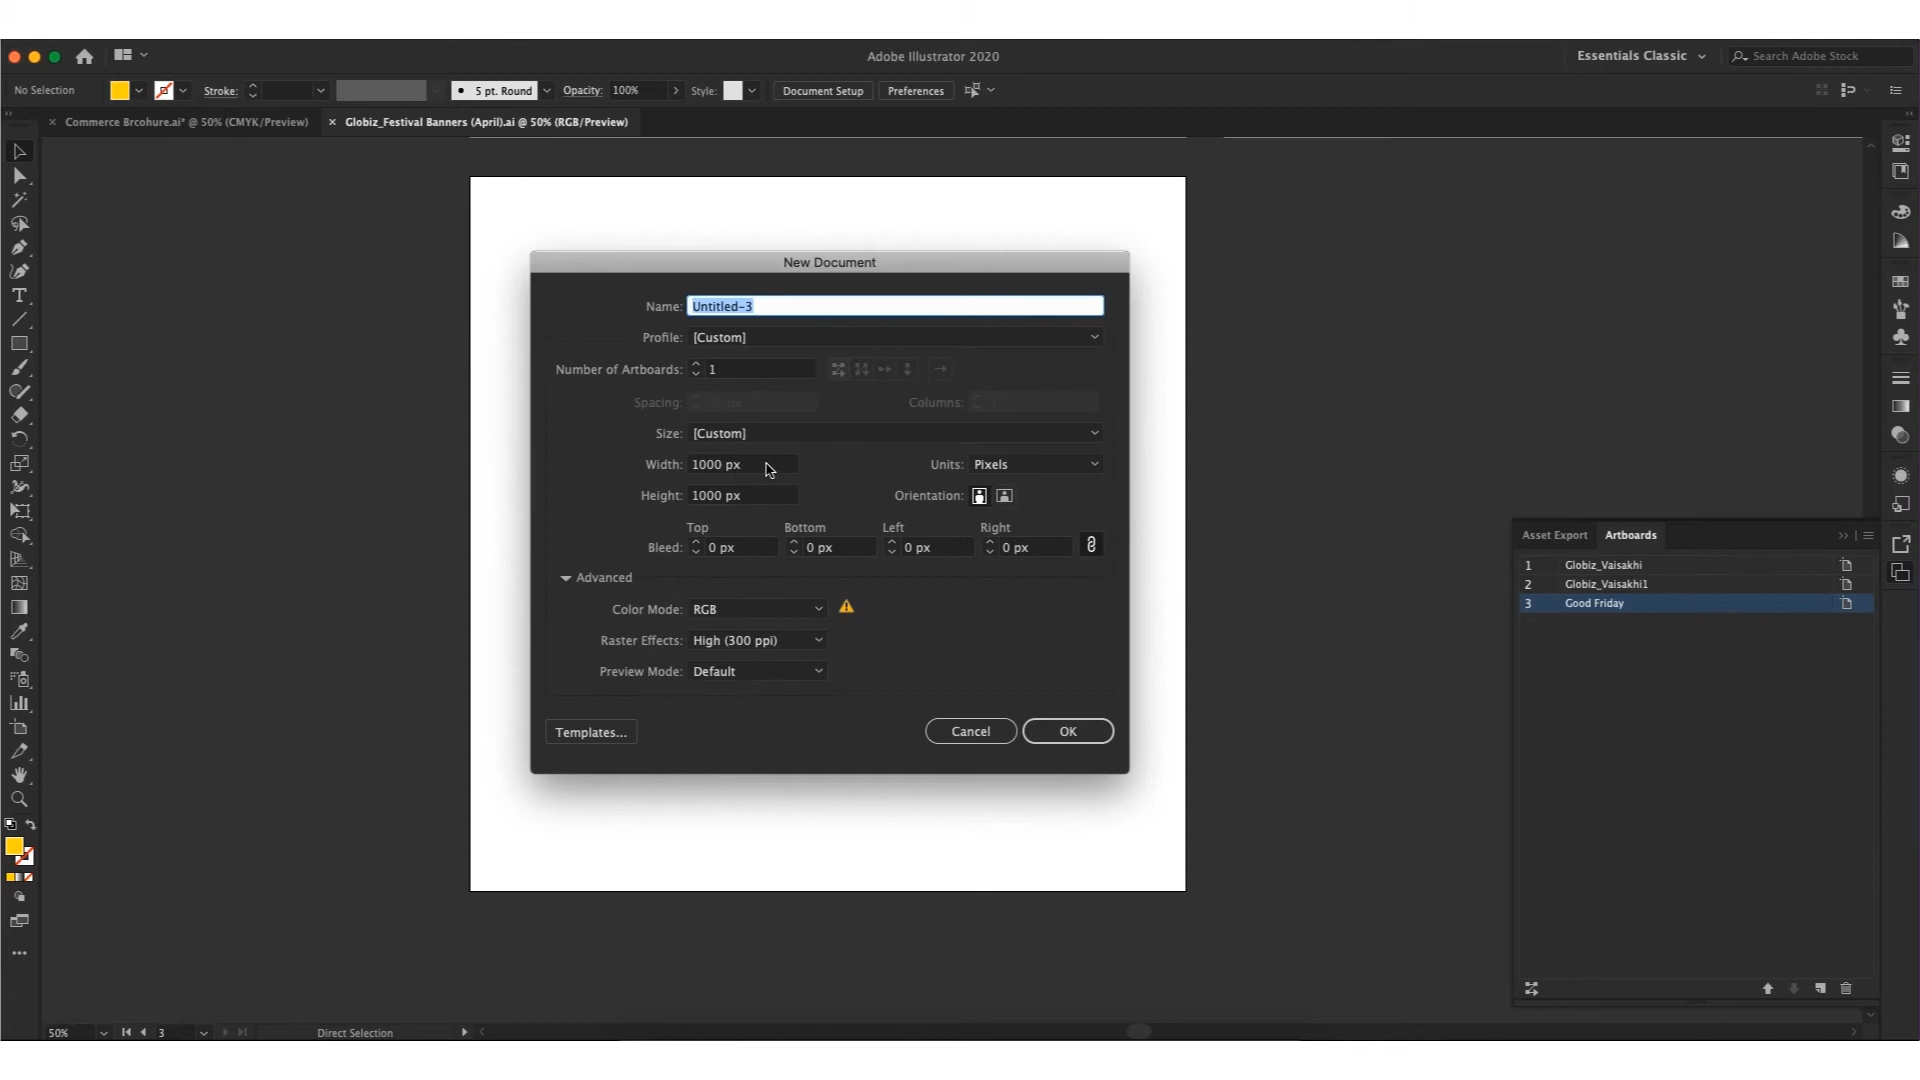 Adobe Illustrator 2020
Essentials Classic
Search Adobe Stock
No Selection
Stroke:
5 pt. Round
Opacity: 100%
Style:
Document Setup
Preferences
Commerce Brcohure.ai* @ 50% (CMYK/Preview)
Globiz_Festival Banners (April).ai @ 50% (RGB/Preview)
New Document
Name: Untitled-3
Profile: [Custom]
Number of Artboards: 1
Spacing:
Columns:
Size: [Custom]
Width: 1000 px
Units: Pixels
Height: 1000 px
Orientation:
Top Bottom Left Right
Bleed: 0 px 0 px 0 px 0 px
Advanced
Color Mode: RGB
Raster Effects: High (300 ppi)
Preview Mode: Default
Templates...
Cancel
OK
Asset Export
Artboards
1 Globiz_Vaisakhi
2 Globiz_Vaisakhi1
3 Good Friday
50%
3
Direct Selection